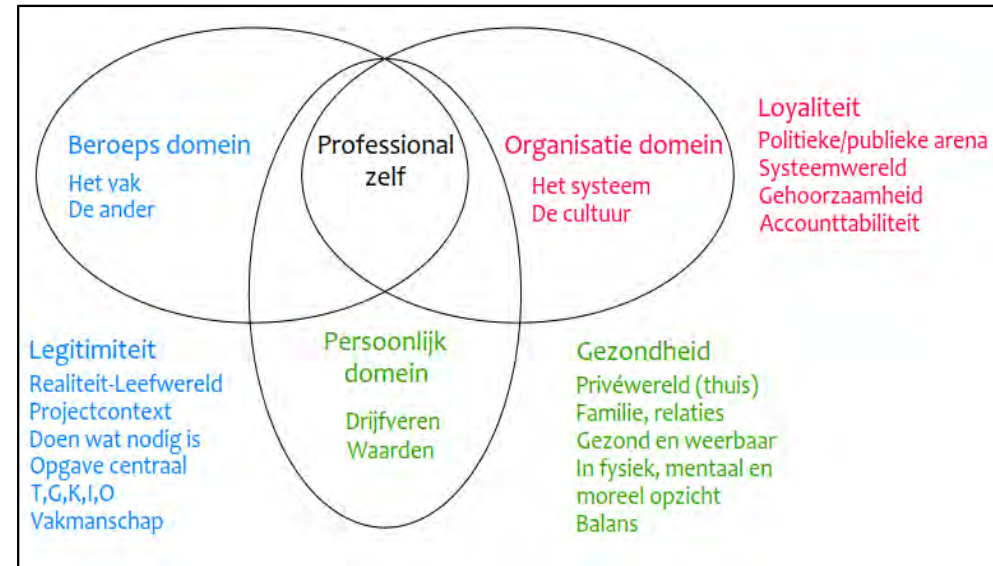 Beroeps domein
Het vak
De ander
Professional
zelf
Organisatie domein
Het systeem
De cultuur
Loyaliteit
Politieke/publieke arena
Systeemwereld
Gehoorzaamheid
Accounttabiliteit
Legitimiteit
Realiteit-Leefwereld
Projectcontext
Doen wat nodig is
Opgave centraal
T,G,K,I,O
Vakmanschap
Persoonlijk
domein
Drijfveren
Waarden
Gezondheid
Privéwereld (thuis)
Familie, relaties
Gezond en weerbaar
In fysiek, mentaal en
moreel opzicht
Balans